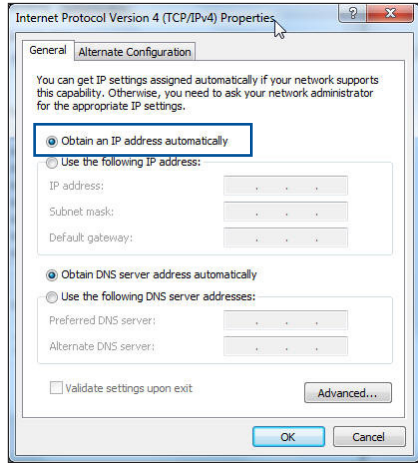 Internet Protocol Version 4 (TCP/IPv4) Properties
General
Alternate Configuration
You can get IP settings assigned automatically if your network supports
this capability. Otherwise, you need to ask your network administrator
for the appropriate IP settings.
Obtain an IP address automatically
Use the following IP address:
IP address:
Subnet mask:
Default gateway:
Obtain DNS server address automatically
Use the following DNS server addresses:
Preferred DNS server:
Alternate DNS server:
Validate settings upon exit
Advanced...
OK
Cancel